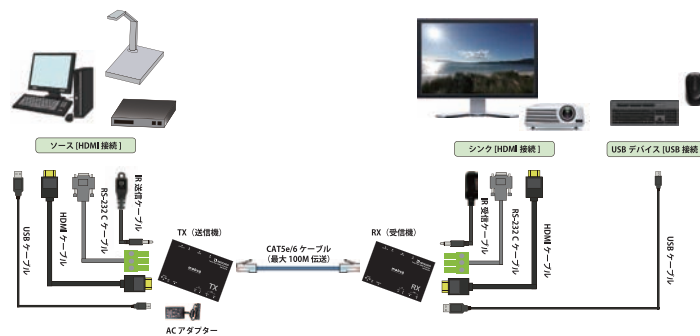 ソース [HDMI 接続 ]
シンク [HDMI 接続 ]
USB デバイス [USB 接続
USB ケーブル
HDMI ケーブル
RS-232 C ケーブル
IR 送信ケーブル
TX（送信機）
TX
AC アダプター
CAT5e/6 ケーブル
（最大 100M 伝送）
RX（受信機）
RX
IR 受信ケーブル
RS-232 C ケーブル
HDMI ケーブル
USB ケーブル